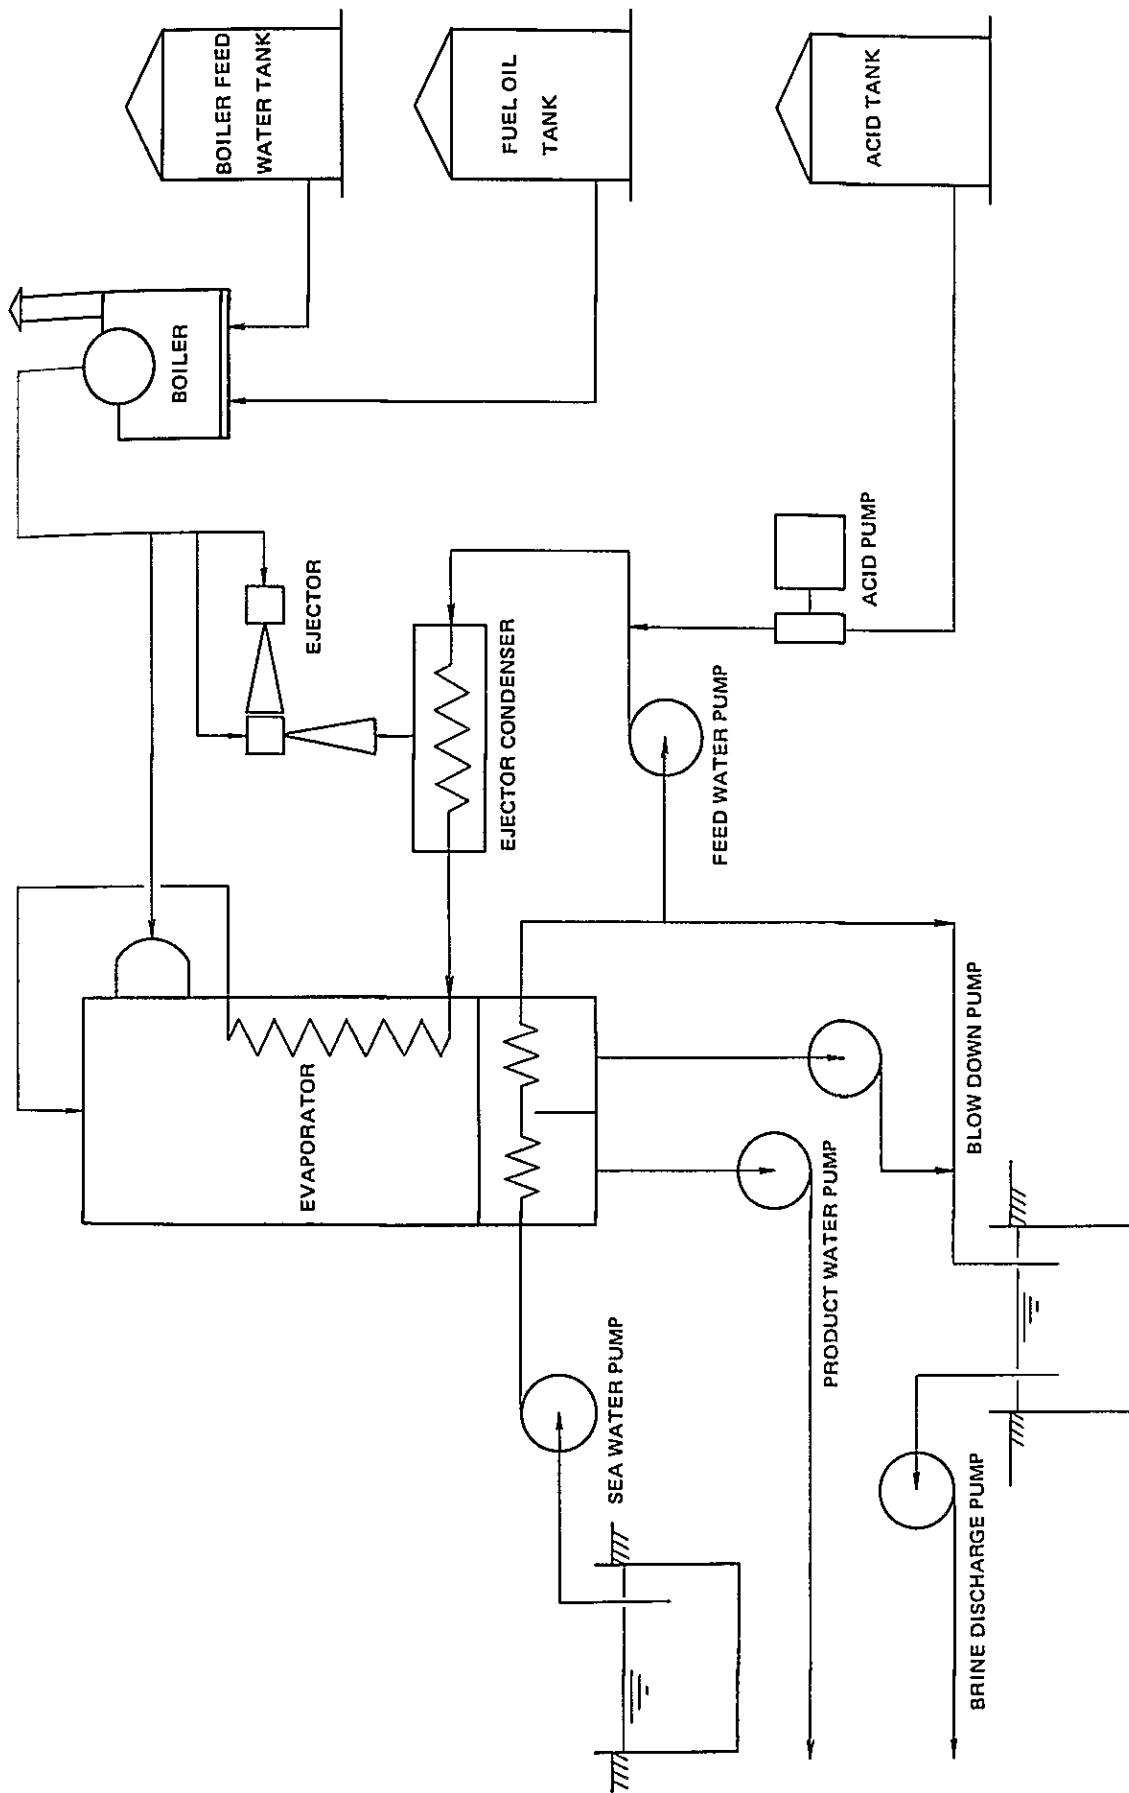 BOILER FEED
WATER TANK
FUEL OIL
TANK
ACID TANK
BOILER
EJECTOR
EJECTOR CONDENSER
ACID PUMP
FEED WATER PUMP
EVAPORATOR
BLOW DOWN PUMP
PRODUCT WATER PUMP
SEA WATER PUMP
BRINE DISCHARGE PUMP